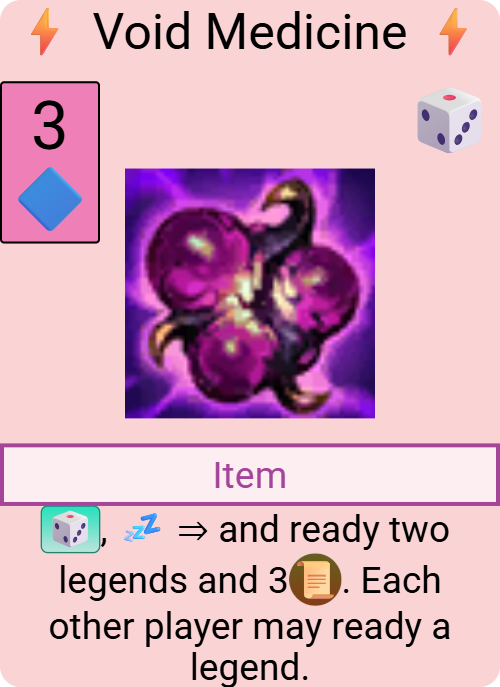 ⚡ Void Medicine ⚡
3
Item
🎲, 💤 ⇒ and ready two
legends and 3📜. Each
other player may ready a
legend.